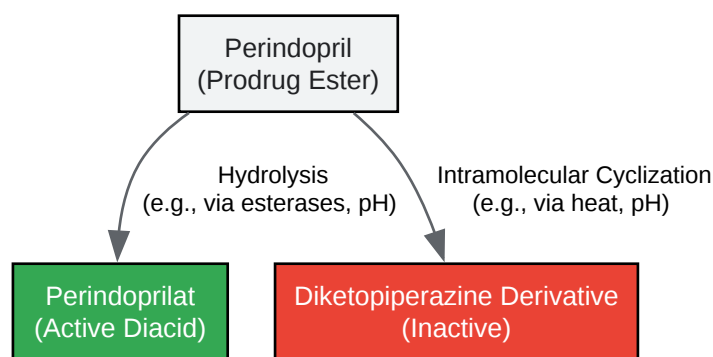 Perindopril
(Prodrug Ester)
Hydrolysis
(e.g., via esterases, pH)
Intramolecular Cyclization
(e.g., via heat, pH)
Perindoprilat
(Active Diacid)
Diketopiperazine Derivative
(Inactive)